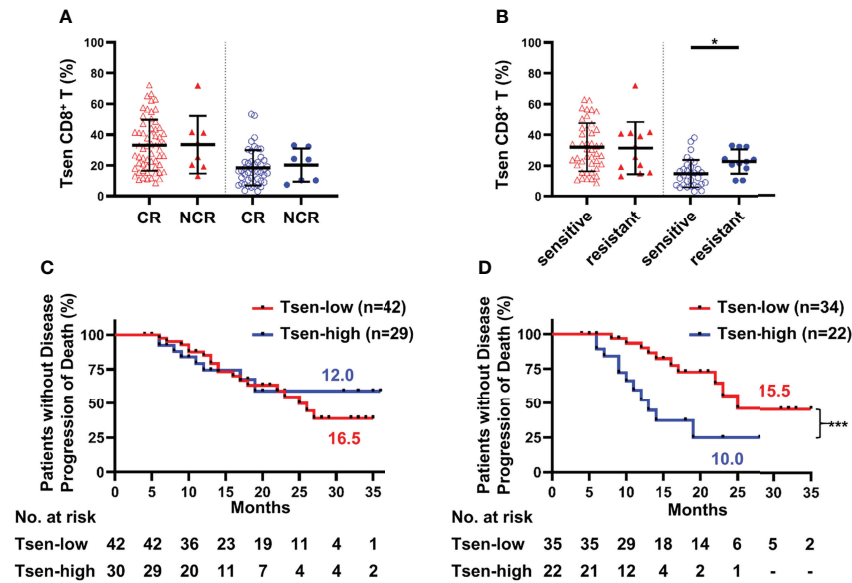 A
Tsen CD8+ T (%)
100
80
60
40
20
0
CR NCR CR NCR
B
Tsen CD8+ T (%)
100
80
60
40
20
0
*
sensitive resistant sensitive resistant
C
Patients without Disease
Progression of Death (%)
100
75
50
25
0
Tsen-low (n=42)
Tsen-high (n=29)
12.0
16.5
0 5 10 15 20 25 30 35
Months
No. at risk
Tsen-low 42 42 36 23 19 11 4 1
Tsen-high 30 29 20 11 7 4 4 2
D
Patients without Disease
Progression of Death (%)
100
75
50
25
0
Tsen-low (n=34)
Tsen-high (n=22)
15.5
***
10.0
0 5 10 15 20 25 30 35
Months
No. at risk
Tsen-low 35 35 29 18 14 6 5 2
Tsen-high 22 21 12 4 2 1 - -